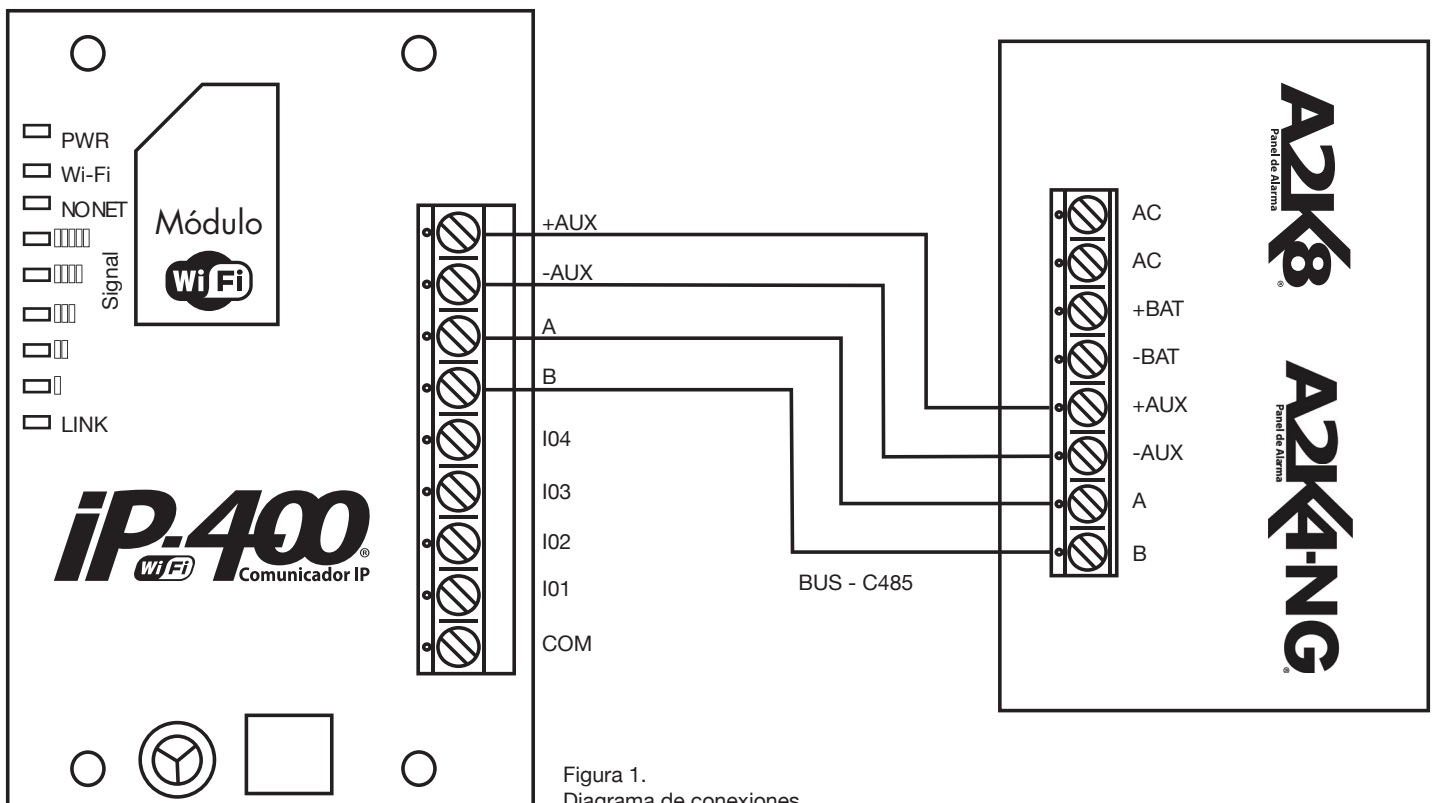 PWR
Wi-Fi
NO NET
Signal
LINK
Módulo
Wi Fi
iP-400®
Wi Fi
Comunicador IP
+AUX
-AUX
A
B
I04
I03
I02
I01
COM
BUS - C485
AC
AC
+BAT
-BAT
+AUX
-AUX
A
B
A2K8®
Panel de Alarma
A2K4-NG®
Panel de Alarma
Figura 1.
Diagrama de conexiones